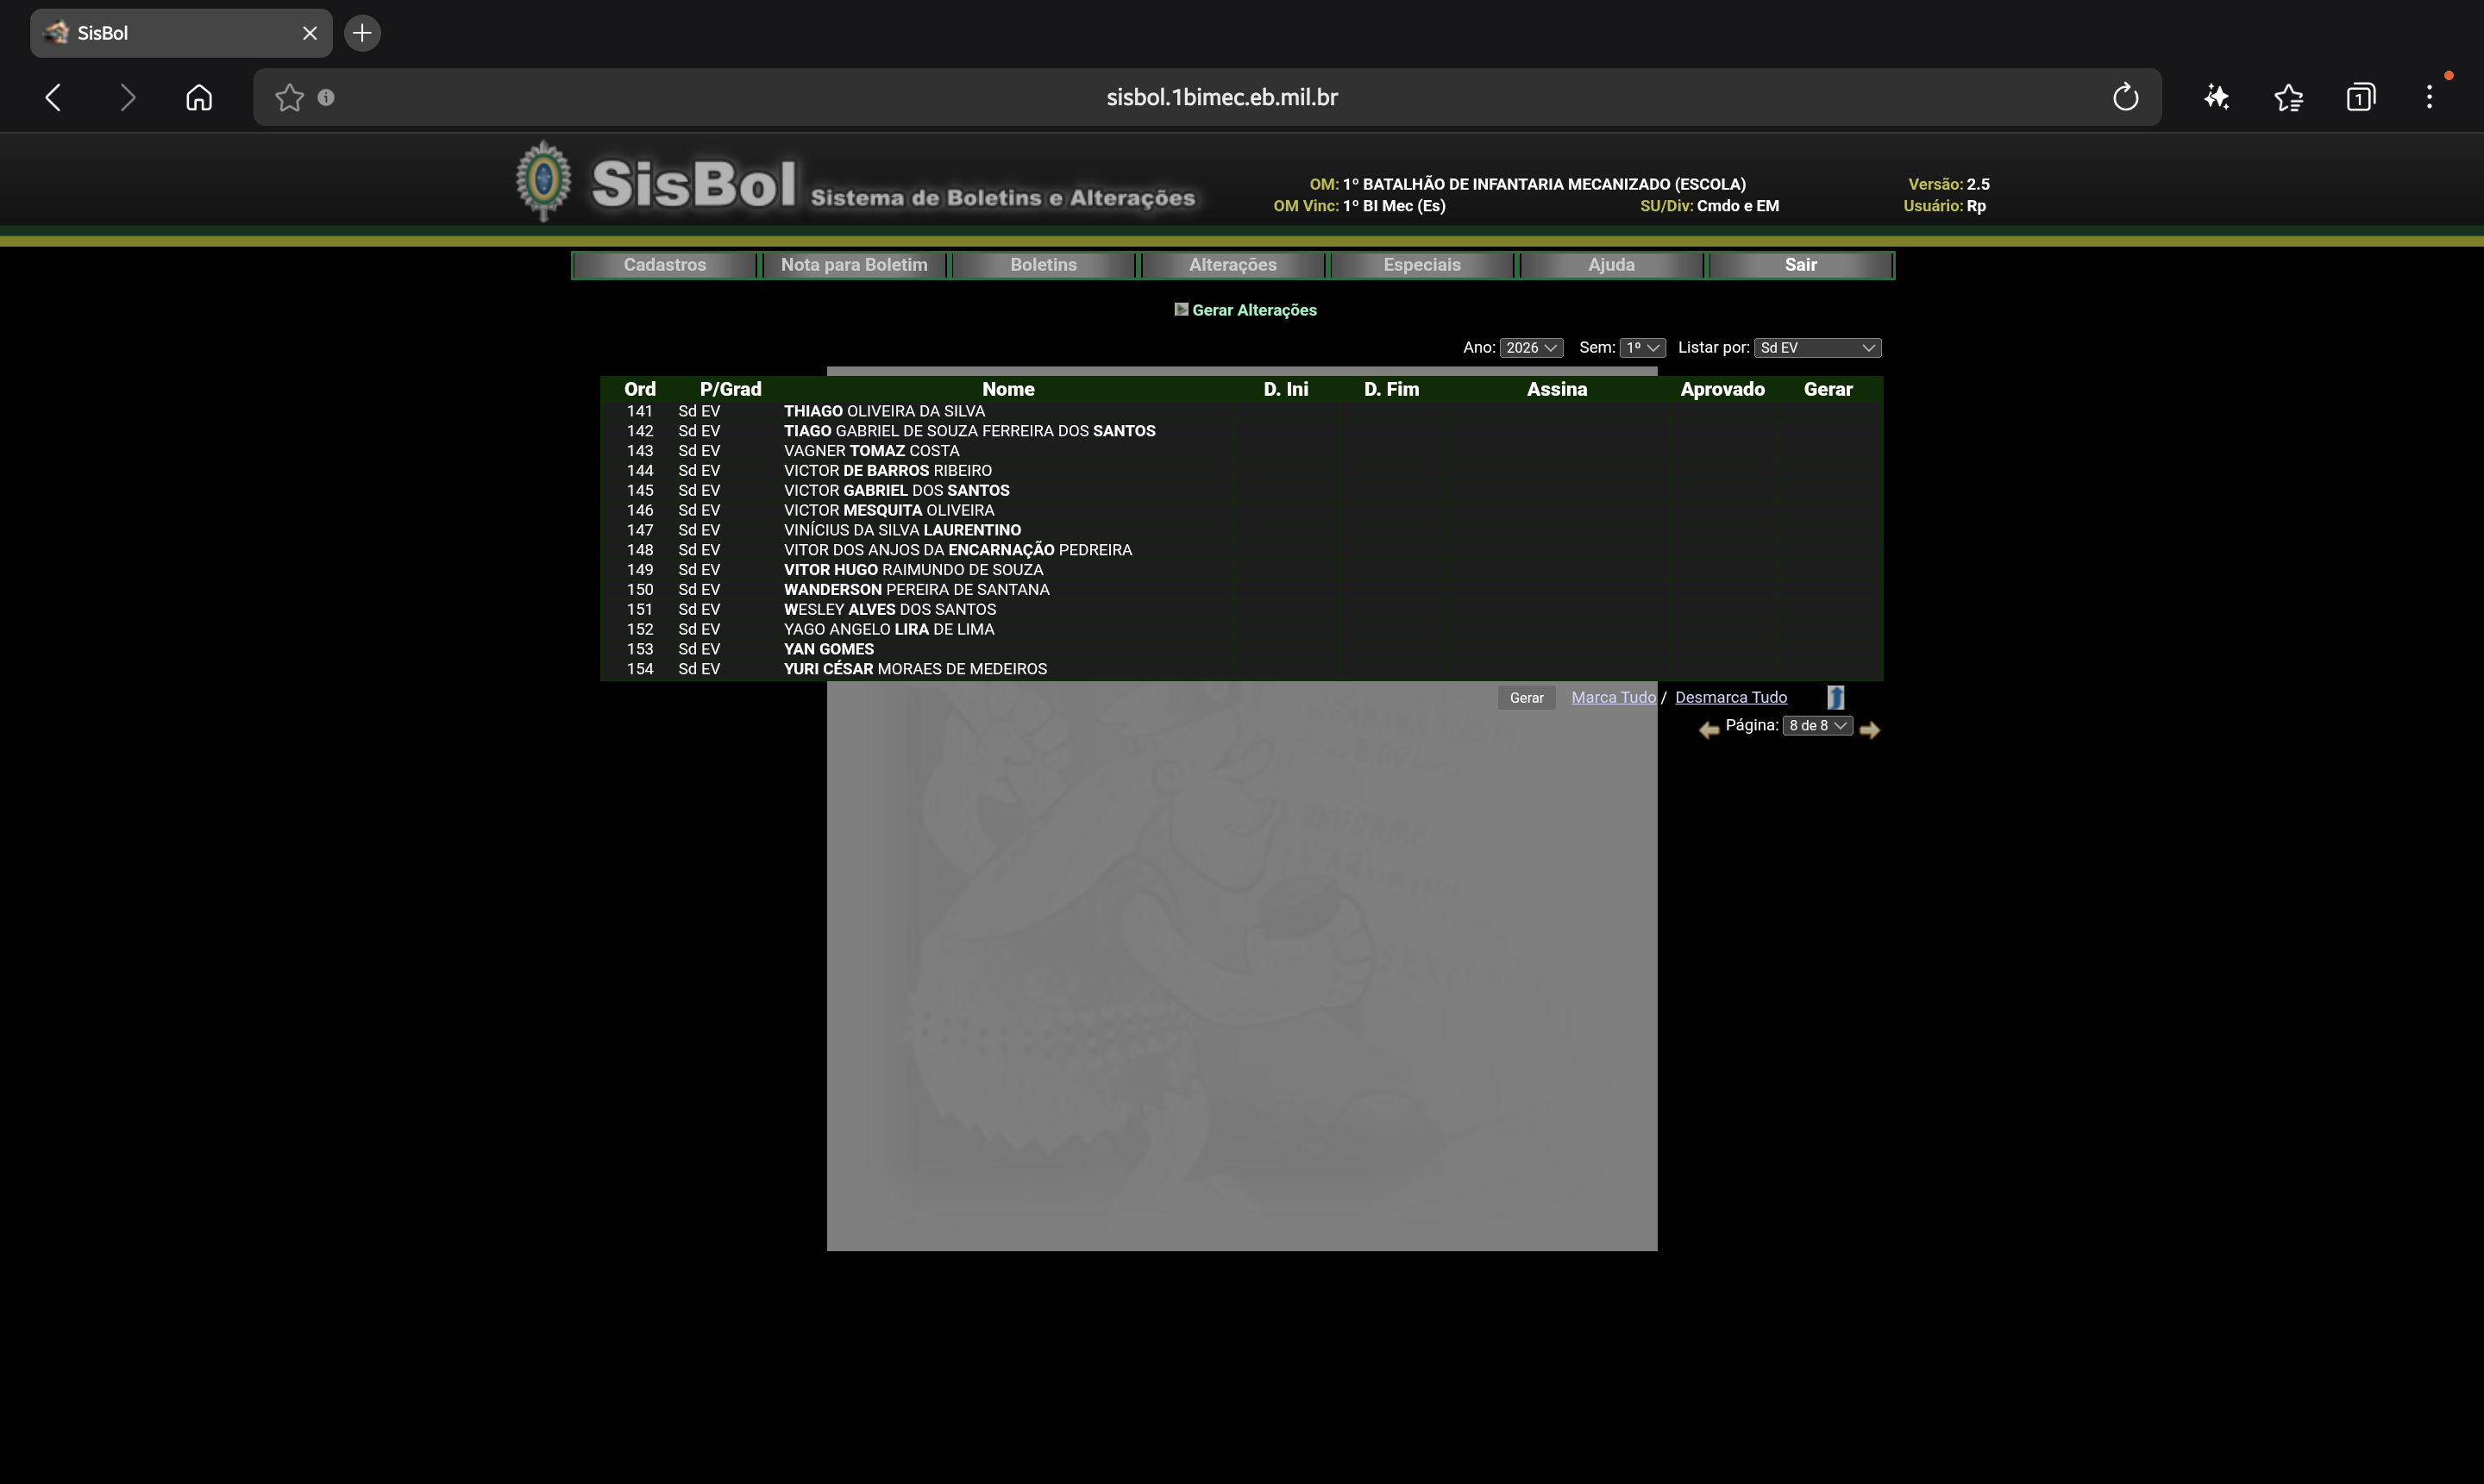 SisBol
sisbol.1bimec.eb.mil.br
1
SisBol Sistema de Boletins e Alterações
OM: 1º BATALHÃO DE INFANTARIA MECANIZADO (ESCOLA) Versão: 2.5
OM Vinc: 1º BI Mec (Es) SU/Div: Cmdo e EM Usuário: Rp
Cadastros Nota para Boletim Boletins Alterações Especiais Ajuda Sair
Gerar Alterações
Ano: 2026 Sem: 1º Listar por: Sd EV
Ord P/Grad Nome D. Ini D. Fim Assina Aprovado Gerar
141 Sd EV THIAGO OLIVEIRA DA SILVA
142 Sd EV TIAGO GABRIEL DE SOUZA FERREIRA DOS SANTOS
143 Sd EV VAGNER TOMAZ COSTA
144 Sd EV VICTOR DE BARROS RIBEIRO
145 Sd EV VICTOR GABRIEL DOS SANTOS
146 Sd EV VICTOR MESQUITA OLIVEIRA
147 Sd EV VINÍCIUS DA SILVA LAURENTINO
148 Sd EV VITOR DOS ANJOS DA ENCARNAÇÃO PEDREIRA
149 Sd EV VITOR HUGO RAIMUNDO DE SOUZA
150 Sd EV WANDERSON PEREIRA DE SANTANA
151 Sd EV WESLEY ALVES DOS SANTOS
152 Sd EV YAGO ANGELO LIRA DE LIMA
153 Sd EV YAN GOMES
154 Sd EV YURI CÉSAR MORAES DE MEDEIROS
Gerar Marca Tudo / Desmarca Tudo
Página: 8 de 8